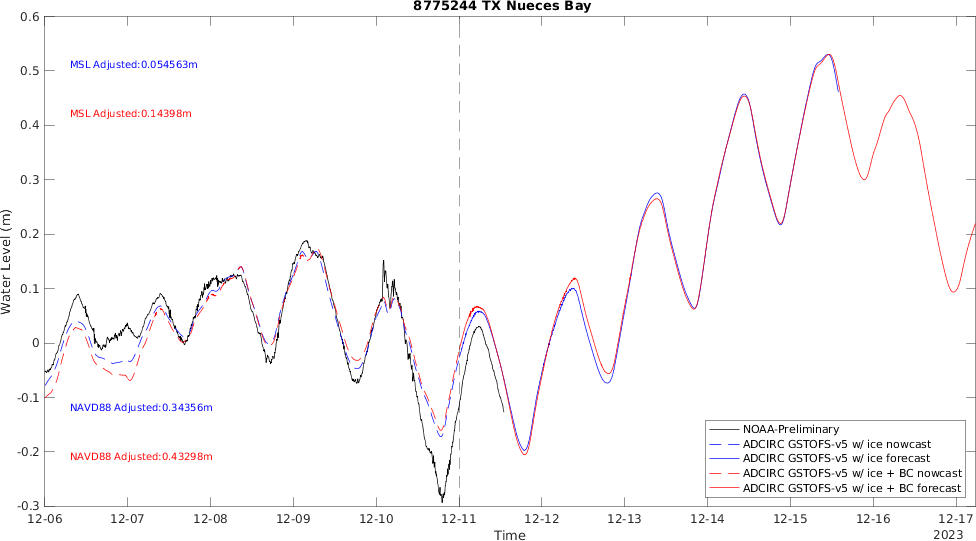 8775244 TX Nueces Bay
0.6
0.5
0.4
0.3
0.2
0.1
0
-0.1
-0.2
-0.3
Water Level (m)
MSL Adjusted:0.054563m
MSL Adjusted:0.14398m
NAVD88 Adjusted:0.34356m
NAVD88 Adjusted:0.43298m
NOAA-Preliminary
ADCIRC GSTOFS-v5 w/ ice nowcast
ADCIRC GSTOFS-v5 w/ ice forecast
ADCIRC GSTOFS-v5 w/ ice + BC nowcast
ADCIRC GSTOFS-v5 w/ ice + BC forecast
12-06 12-07 12-08 12-09 12-10 12-11 12-12 12-13 12-14 12-15 12-16 12-17
Time
2023